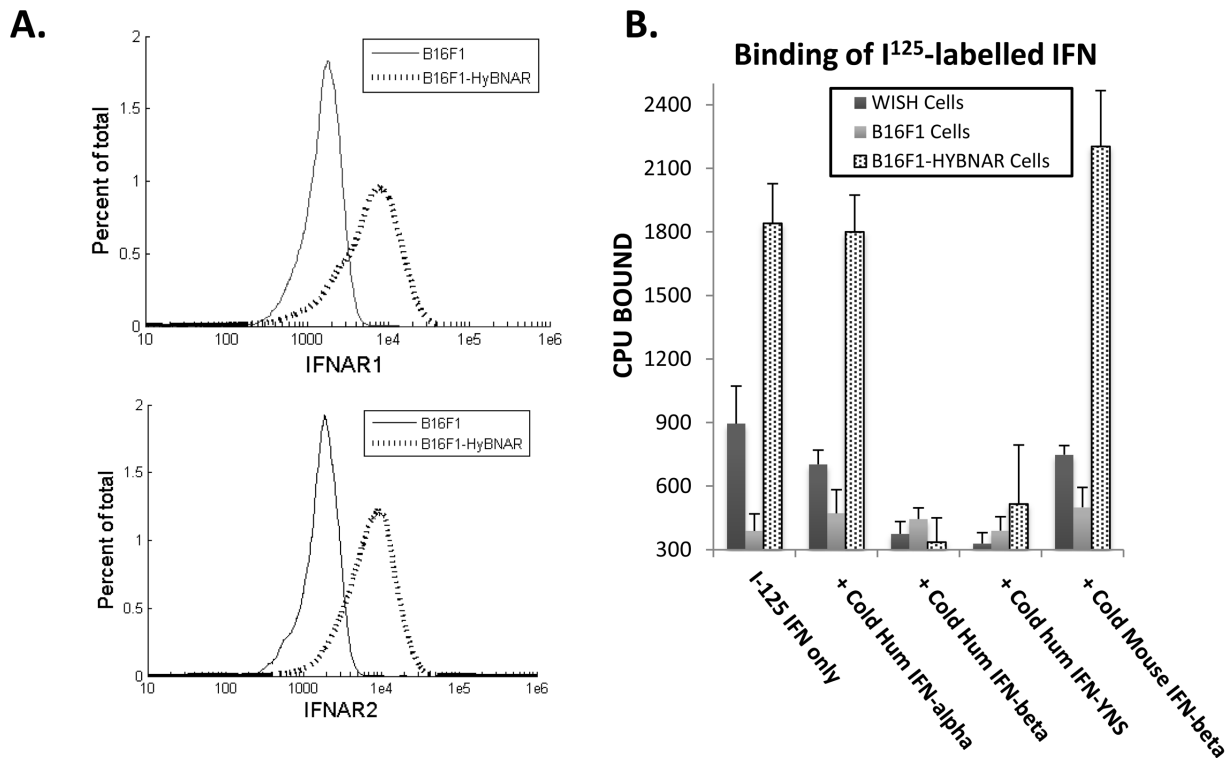 A.
2
1.5
1
0.5
0
Percent of total
B16F1
B16F1-HyBNAR
10 100 1000 1e4 1e5 1e6
IFNAR1
2
1.5
1
0.5
0
Percent of total
B16F1
B16F1-HyBNAR
10 100 1000 1e4 1e5 1e6
IFNAR2
B.
Binding of I125-labelled IFN
WISH Cells
B16F1 Cells
B16F1-HYBNAR Cells
CPU BOUND
2400
2100
1800
1500
1200
900
600
300
I-125 IFN only
+ Cold Hum IFN-alpha
+ Cold Hum IFN-beta
+ Cold hum IFN-YNS
+ Cold Mouse IFN-beta